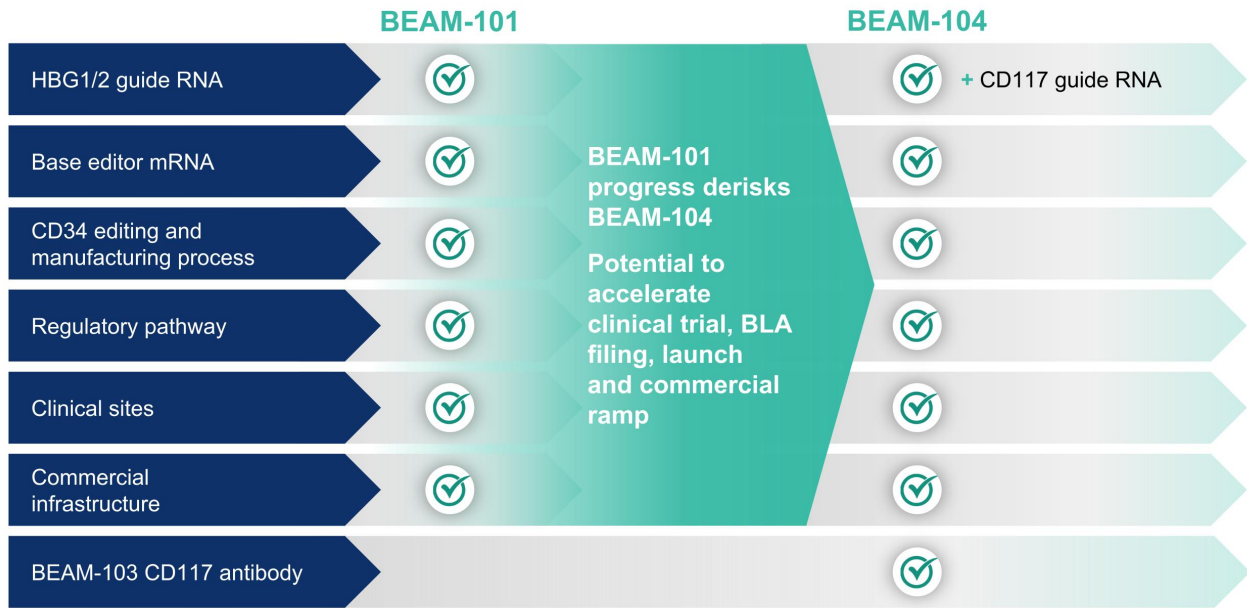 BEAM-101
BEAM-104
HBG1/2 guide RNA
+ CD117 guide RNA
Base editor mRNA
CD34 editing and
manufacturing process
Regulatory pathway
Clinical sites
Commercial
infrastructure
BEAM-103 CD117 antibody
BEAM-101
progress derisks
BEAM-104
Potential to
accelerate
clinical trial, BLA
filing, launch
and commercial
ramp